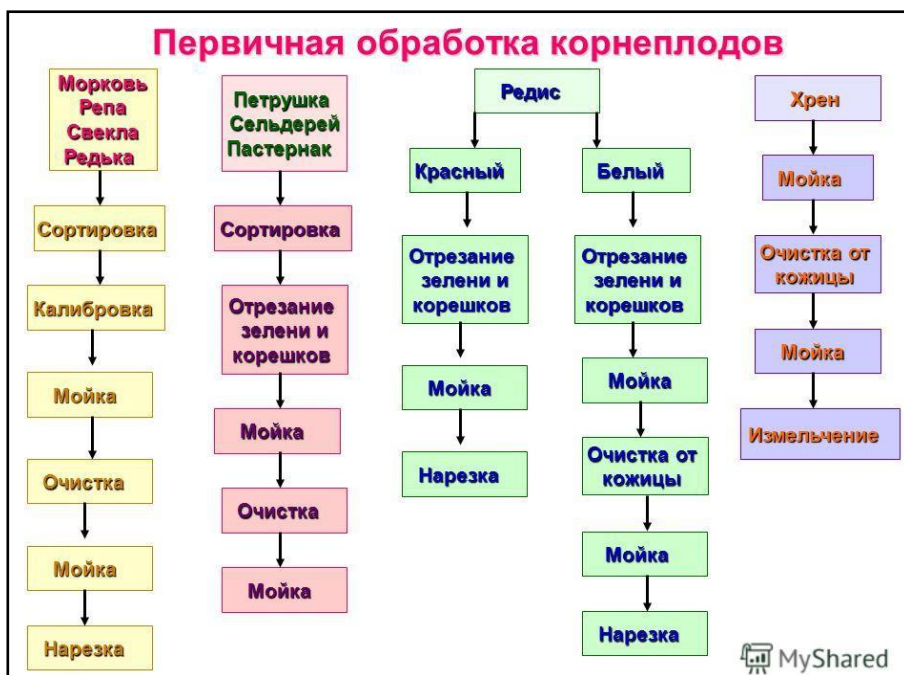 Первичная обработка корнеплодов
Морковь
Репа
Свекла
Редька
Сортировка
Калибровка
Мойка
Очистка
Мойка
Нарезка
Петрушка
Сельдерей
Пастернак
Сортировка
Отрезание
зелени и
корешков
Мойка
Очистка
Мойка
Редис
Красный
Отрезание
зелени и
корешков
Мойка
Нарезка
Белый
Отрезание
зелени и
корешков
Мойка
Очистка от
кожицы
Мойка
Нарезка
Хрен
Мойка
Очистка от
кожицы
Мойка
Измельчение
MyShared